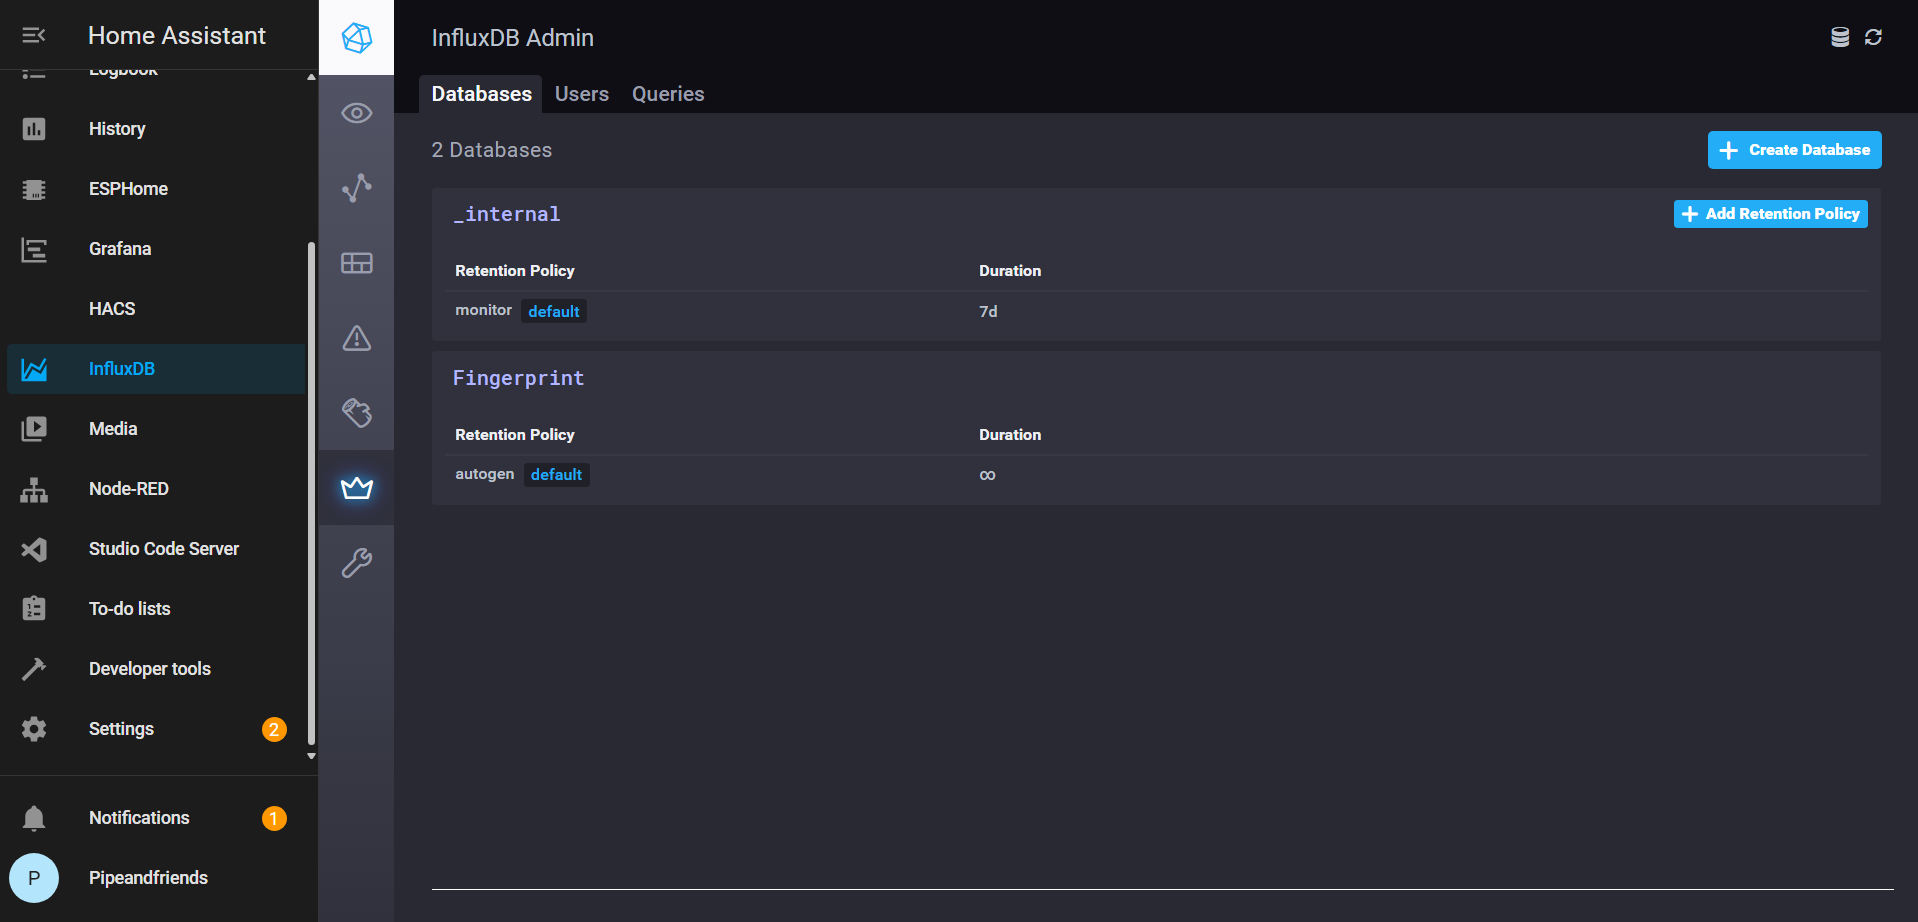 Home Assistant
Logbook
History
ESPHome
Grafana
HACS
InfluxDB
Media
Node-RED
Studio Code Server
To-do lists
Developer tools
Settings
2
Notifications
1
P
Pipeandfriends
InfluxDB Admin
Databases Users Queries
2 Databases
Create Database
_internal
Add Retention Policy
Retention Policy Duration
monitor default 7d
Fingerprint
Retention Policy Duration
autogen default ∞